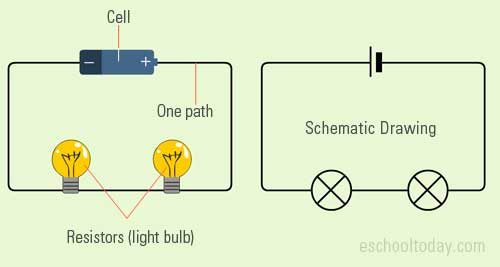 Cell
−
+
One path
Schematic Drawing
Resistors (light bulb)
eschooltoday.com